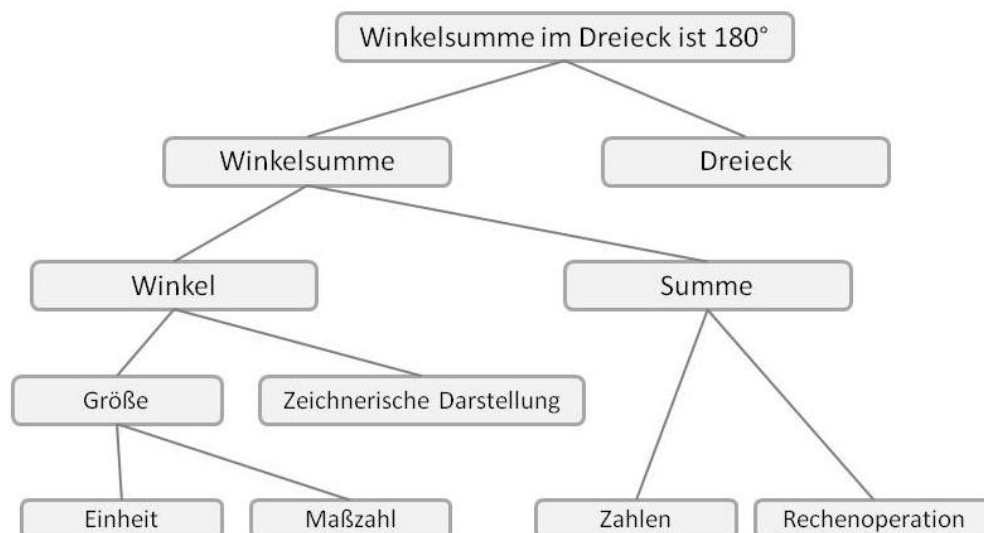 Winkelsumme im Dreieck ist 180°
Winkelsumme
Dreieck
Winkel
Summe
Größe
Zeichnerische Darstellung
Einheit
Maßzahl
Zahlen
Rechenoperation